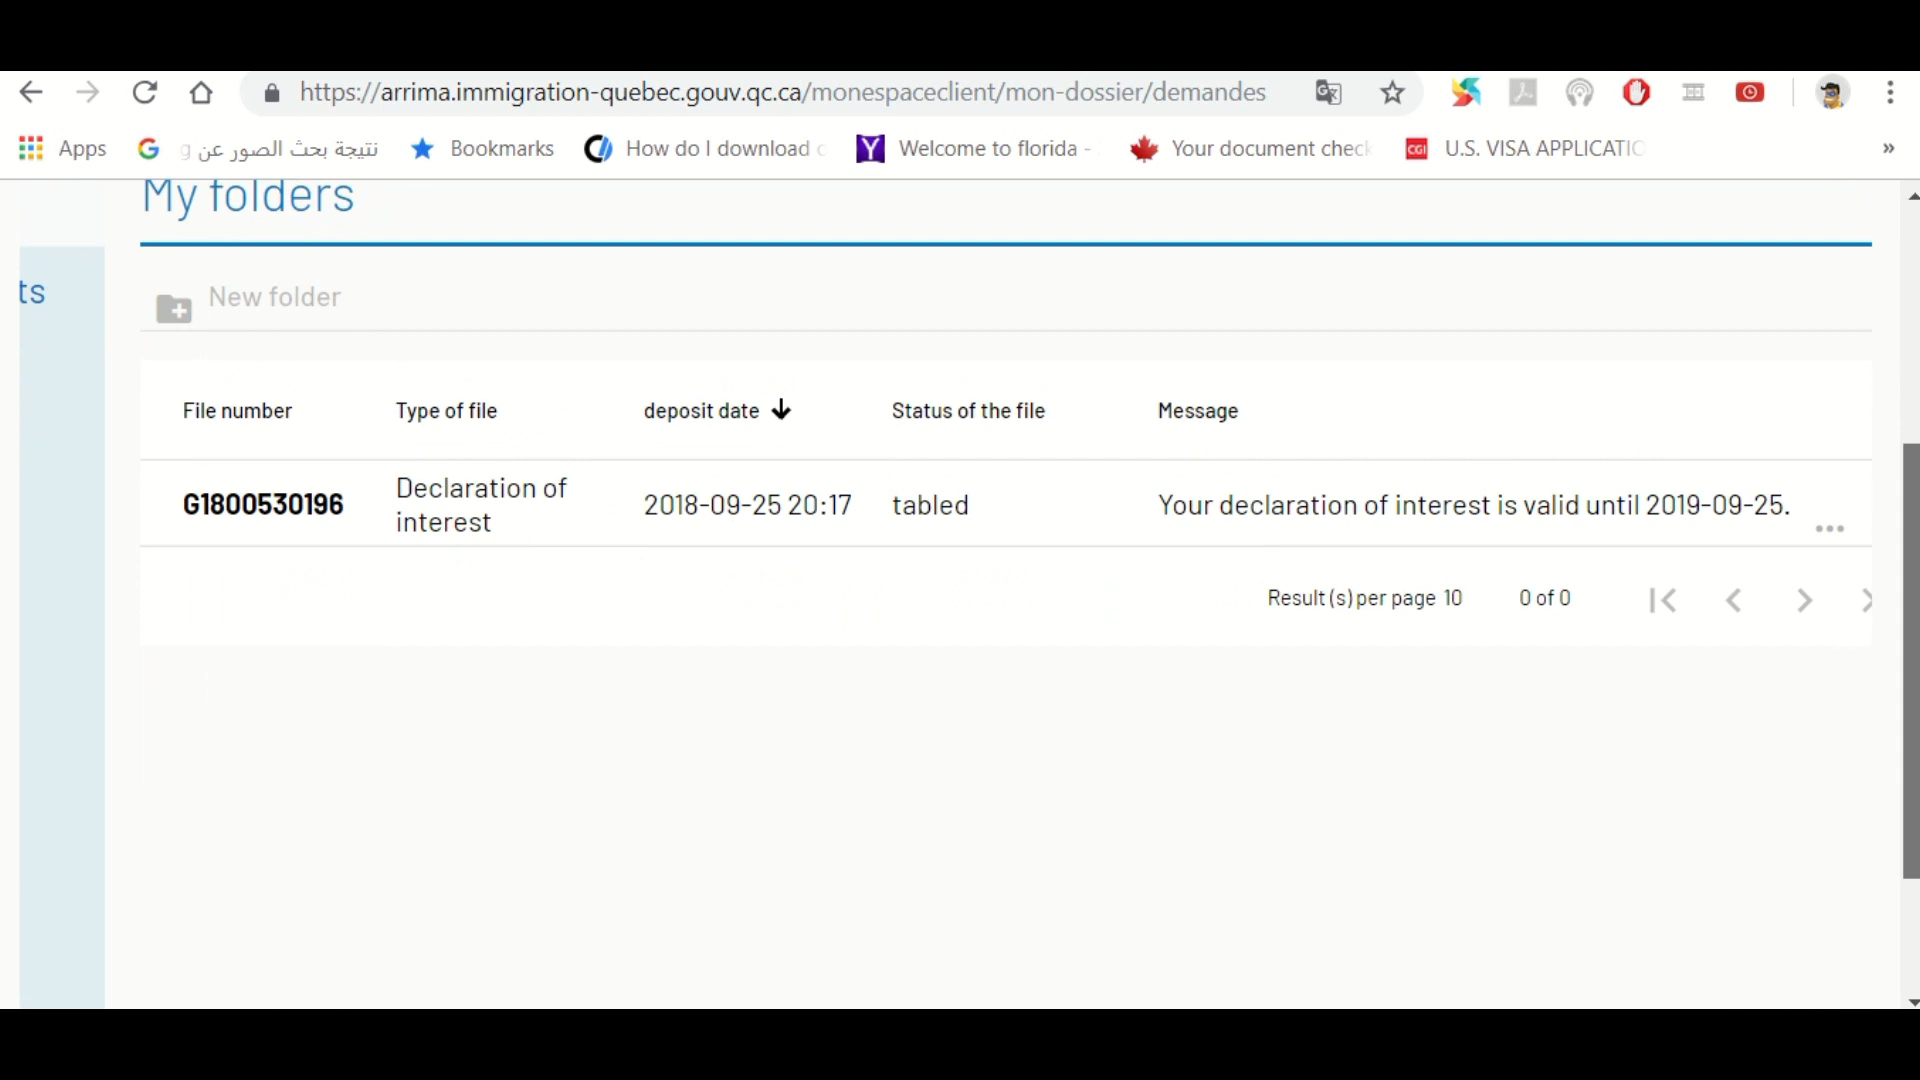 https://arrima.immigration-quebec.gouv.qc.ca/monespaceclient/mon-dossier/demandes
Apps
نتيجة بحث الصور عن g
Bookmarks
How do I download c
Welcome to florida -
Your document check
CGI
U.S. VISA APPLICATIO
»
My folders
ts
New folder
File number Type of file deposit date Status of the file Message
G1800530196 Declaration of interest 2018-09-25 20:17 tabled Your declaration of interest is valid until 2019-09-25.
Result(s) per page 10 0 of 0